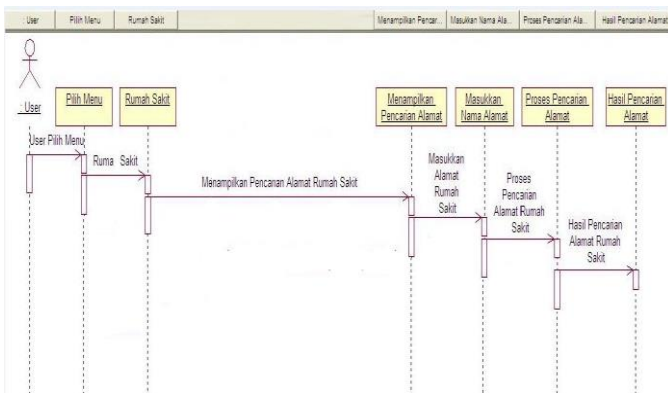 : User
Pilih Menu
Rumah Sakit
Menampilkan Pencar...
Masukkan Nama Ala...
Proses Pencarian Ala...
Hasil Pencarian Alamat
: User
Pilih Menu
Rumah Sakit
Menampilkan
Pencarian Alamat
Masukkan
Nama Alamat
Proses Pencarian
Alamat
Hasil Pencarian
Alamat
User Pilih Menu
Ruma Sakit
Menampilkan Pencarian Alamat Rumah Sakit
Masukkan
Alamat
Rumah
Sakit
Proses
Pencarian
Alamat Rumah
Sakit
Hasil Pencarian
Alamat Rumah
Sakit